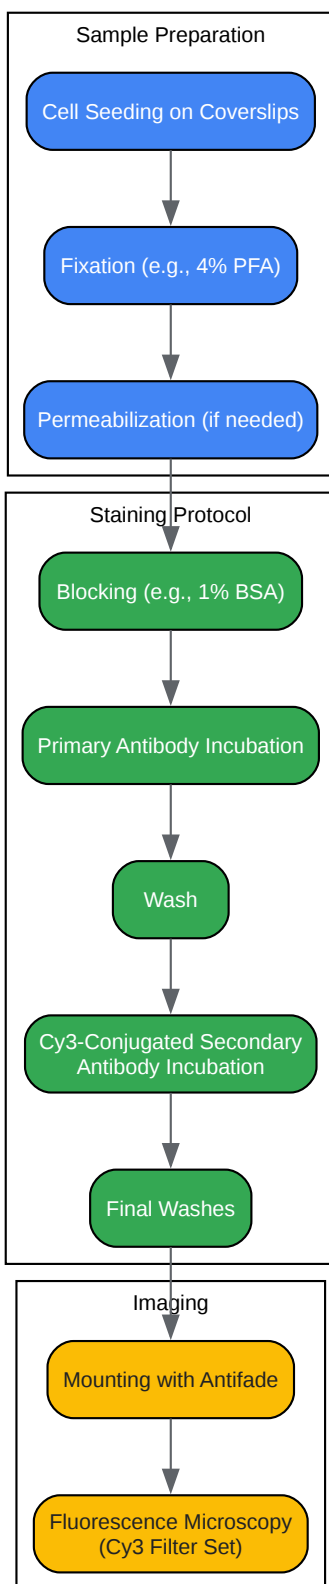 Sample Preparation
Cell Seeding on Coverslips
Fixation (e.g., 4% PFA)
Permeabilization (if needed)
Staining Protocol
Blocking (e.g., 1% BSA)
Primary Antibody Incubation
Wash
Cy3-Conjugated Secondary
Antibody Incubation
Final Washes
Imaging
Mounting with Antifade
Fluorescence Microscopy
(Cy3 Filter Set)